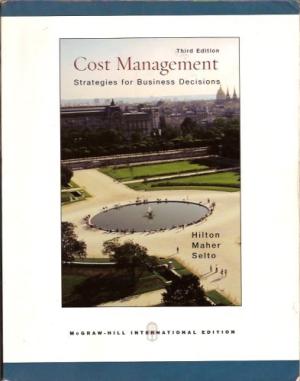 Third Edition
Cost Management
Strategies for Business Decisions
Hilton
Maher
Selto
McGRAW-HILL INTERNATIONAL EDITION